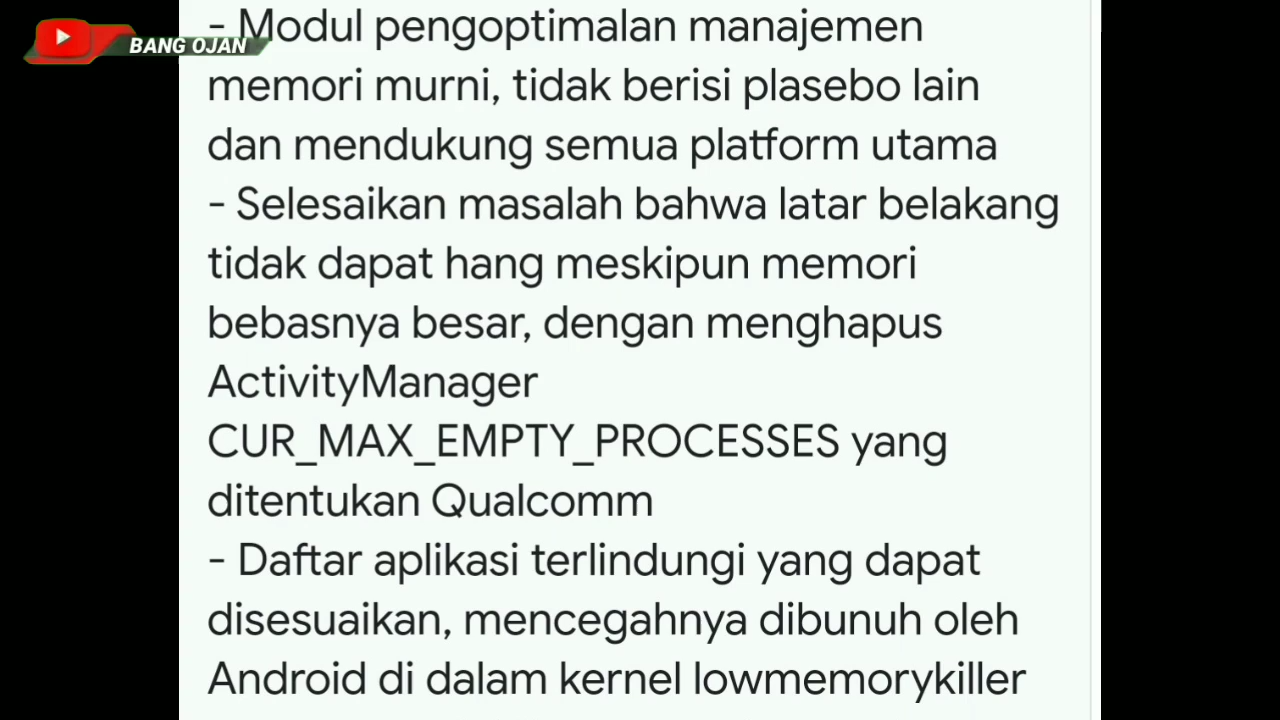 - Modul pengoptimalan manajemen
BANG OJAN
memori murni, tidak berisi plasebo lain
dan mendukung semua platform utama
- Selesaikan masalah bahwa latar belakang
tidak dapat hang meskipun memori
bebasnya besar, dengan menghapus
ActivityManager
CUR_MAX_EMPTY_PROCESSES yang
ditentukan Qualcomm
- Daftar aplikasi terlindungi yang dapat
disesuaikan, mencegahnya dibunuh oleh
Android di dalam kernel lowmemorykiller